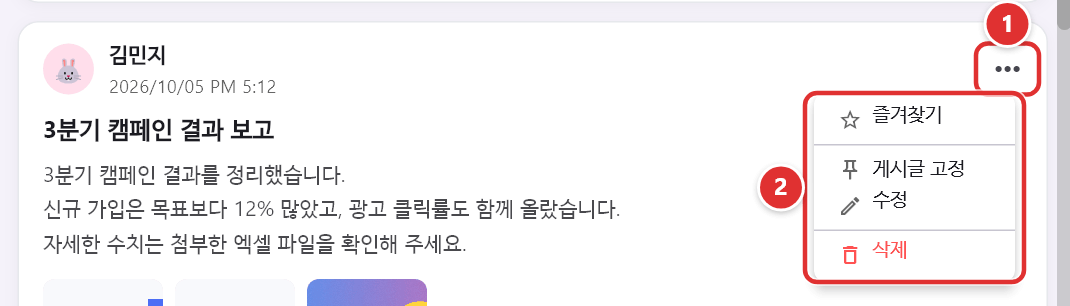 1
김민지
2026/10/05 PM 5:12
3분기 캠페인 결과 보고
3분기 캠페인 결과를 정리했습니다.
신규 가입은 목표보다 12% 많았고, 광고 클릭률도 함께 올랐습니다.
자세한 수치는 첨부한 엑셀 파일을 확인해 주세요.
2
즐겨찾기
게시글 고정
수정
삭제